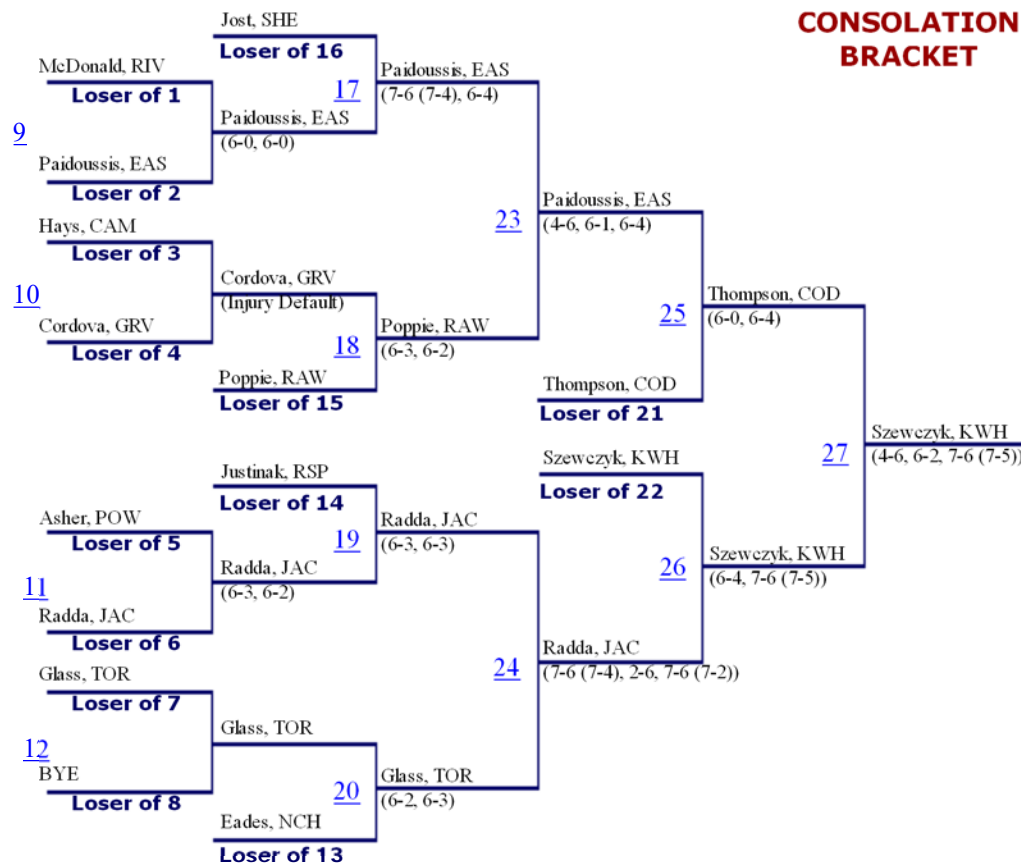 CONSOLATION
BRACKET
Jost, SHE
Loser of 16
McDonald, RIV
Loser of 1
17
Paidoussis, EAS
(7-6 (7-4), 6-4)
9
Paidoussis, EAS
(6-0, 6-0)
Paidoussis, EAS
Loser of 2
23
Paidoussis, EAS
(4-6, 6-1, 6-4)
Hays, CAM
Loser of 3
10
Cordova, GRV
(Injury Default)
Cordova, GRV
Loser of 4
18
Poppie, RAW
(6-3, 6-2)
Poppie, RAW
Loser of 15
25
Thompson, COD
(6-0, 6-4)
Thompson, COD
Loser of 21
27
Szewczyk, KWH
(4-6, 6-2, 7-6 (7-5))
Justinak, RSP
Loser of 14
Szewczyk, KWH
Loser of 22
Asher, POW
Loser of 5
19
Radda, JAC
(6-3, 6-3)
11
Radda, JAC
(6-3, 6-2)
26
Szewczyk, KWH
(6-4, 7-6 (7-5))
Radda, JAC
Loser of 6
24
Radda, JAC
(7-6 (7-4), 2-6, 7-6 (7-2))
Glass, TOR
Loser of 7
12
Glass, TOR
BYE
Loser of 8
20
Glass, TOR
(6-2, 6-3)
Eades, NCH
Loser of 13